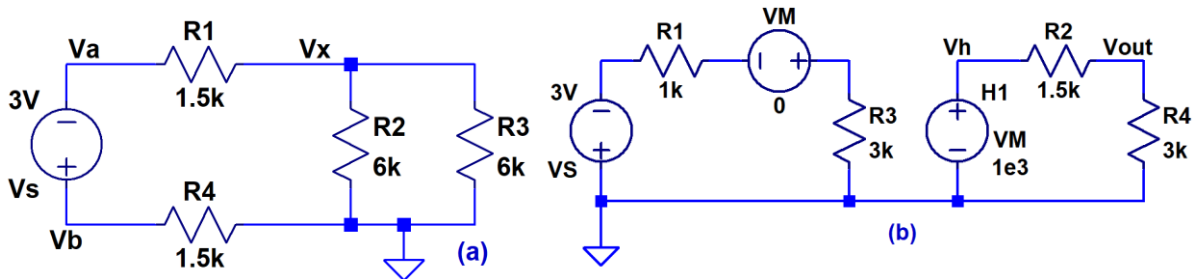 Va
R1
1.5k
Vx
3V
Vs
R2
6k
R3
6k
R4
1.5k
Vb
(a)
R1
1k
VM
0
3V
VS
R3
3k
Vh
R2
1.5k
Vout
H1
VM
1e3
R4
3k
(b)